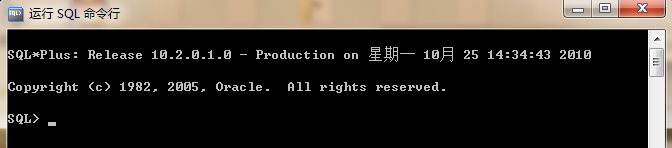 运行 SQL 命令行
SQL*Plus: Release 10.2.0.1.0 - Production on 星期一 10月 25 14:34:43 2010
Copyright (c) 1982, 2005, Oracle.  All rights reserved.
SQL> _